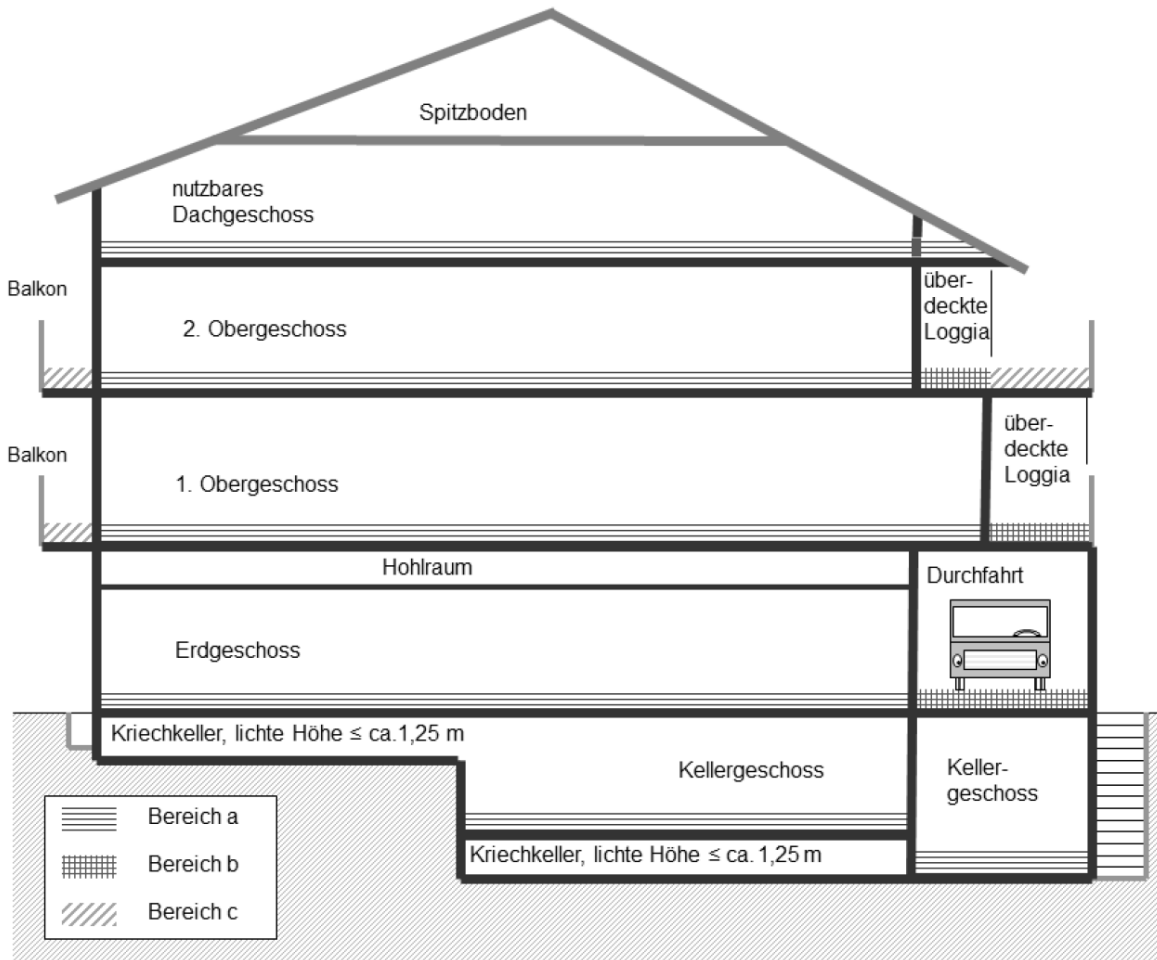 Spitzboden
nutzbares
Dachgeschoss
Balkon
über-
deckte
Loggia
2. Obergeschoss
Balkon
über-
deckte
Loggia
1. Obergeschoss
Hohlraum
Durchfahrt
Erdgeschoss
Kriechkeller, lichte Höhe ≤ ca.1,25 m
Kellergeschoss
Keller-
geschoss
Kriechkeller, lichte Höhe ≤ ca. 1,25 m
Bereich a
Bereich b
Bereich c